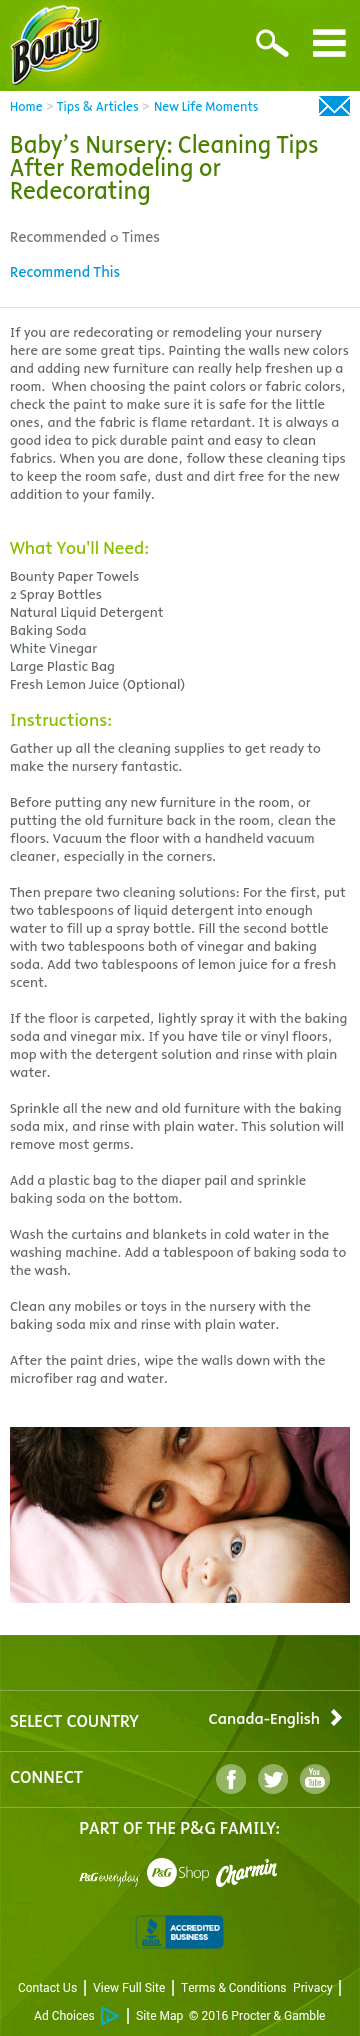 Bounty
Home > Tips & Articles > New Life Moments
Baby's Nursery: Cleaning Tips
After Remodeling or
Redecorating
Recommended 0 Times
Recommend This
If you are redecorating or remodeling your nursery
here are some great tips. Painting the walls new colors
and adding new furniture can really help freshen up a
room.  When choosing the paint colors or fabric colors,
check the paint to make sure it is safe for the little
ones, and the fabric is flame retardant. It is always a
good idea to pick durable paint and easy to clean
fabrics. When you are done, follow these cleaning tips
to keep the room safe, dust and dirt free for the new
addition to your family.
What You'll Need:
Bounty Paper Towels
2 Spray Bottles
Natural Liquid Detergent
Baking Soda
White Vinegar
Large Plastic Bag
Fresh Lemon Juice (Optional)
Instructions:
Gather up all the cleaning supplies to get ready to
make the nursery fantastic.
Before putting any new furniture in the room, or
putting the old furniture back in the room, clean the
floors. Vacuum the floor with a handheld vacuum
cleaner, especially in the corners.
Then prepare two cleaning solutions: For the first, put
two tablespoons of liquid detergent into enough
water to fill up a spray bottle. Fill the second bottle
with two tablespoons both of vinegar and baking
soda. Add two tablespoons of lemon juice for a fresh
scent.
If the floor is carpeted, lightly spray it with the baking
soda and vinegar mix. If you have tile or vinyl floors,
mop with the detergent solution and rinse with plain
water.
Sprinkle all the new and old furniture with the baking
soda mix, and rinse with plain water. This solution will
remove most germs.
Add a plastic bag to the diaper pail and sprinkle
baking soda on the bottom.
Wash the curtains and blankets in cold water in the
washing machine. Add a tablespoon of baking soda to
the wash.
Clean any mobiles or toys in the nursery with the
baking soda mix and rinse with plain water.
After the paint dries, wipe the walls down with the
microfiber rag and water.
SELECT COUNTRY Canada-English
CONNECT f You Tube
PART OF THE P&G FAMILY:
P&G everyday P&G Shop Charmin
BBB ACCREDITED
BUSINESS
Contact Us | View Full Site | Terms & Conditions Privacy |
Ad Choices | Site Map © 2016 Procter & Gamble